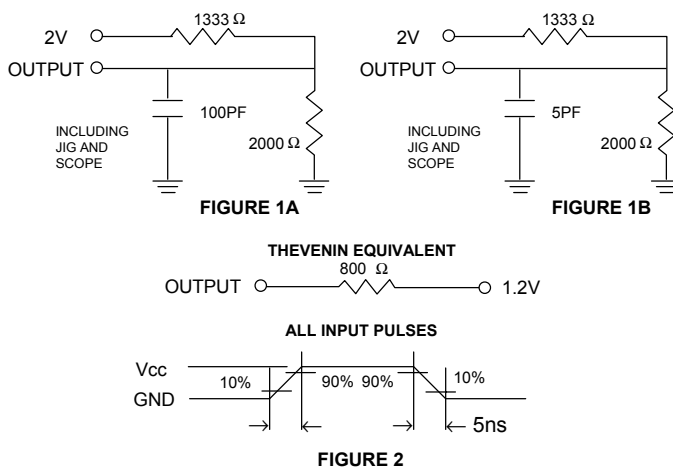 1333 Ω
2V
OUTPUT
100PF
INCLUDING
JIG AND
SCOPE
2000 Ω
FIGURE 1A
1333 Ω
2V
OUTPUT
5PF
INCLUDING
JIG AND
SCOPE
2000 Ω
FIGURE 1B
THEVENIN EQUIVALENT
800 Ω
OUTPUT 1.2V
ALL INPUT PULSES
Vcc
10% 90% 90% 10%
GND
5ns
FIGURE 2